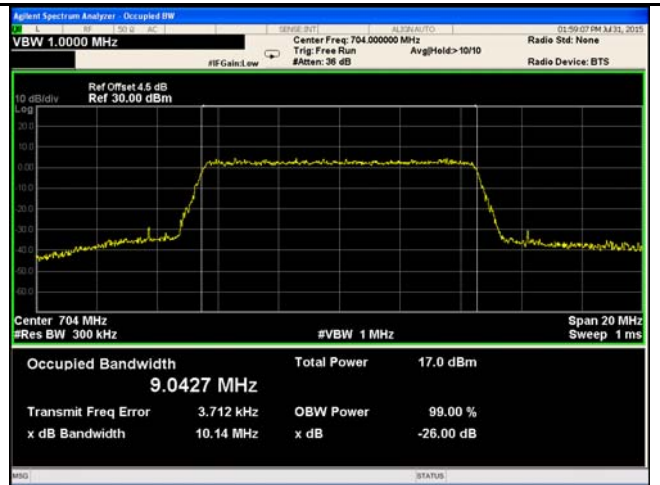 Agilent Spectrum Analyzer - Occupied BW
L RF 50 Ω AC SENSE:INT ALIGN AUTO 01:59:07 PM Jul 31, 2015
VBW 1.0000 MHz
Center Freq: 704.000000 MHz
Radio Std: None
Trig: Free Run Avg|Hold:>10/10
#IFGain:Low #Atten: 36 dB Radio Device: BTS
Ref Offset 4.5 dB
10 dB/div Ref 30.00 dBm
Log
20.0
10.0
0.00
-10.0
-20.0
-30.0
-40.0
-50.0
-60.0
Center 704 MHz Span 20 MHz
#Res BW 300 kHz #VBW 1 MHz Sweep 1 ms
Occupied Bandwidth Total Power 17.0 dBm
9.0427 MHz
Transmit Freq Error 3.712 kHz OBW Power 99.00 %
x dB Bandwidth 10.14 MHz x dB -26.00 dB
MSG STATUS